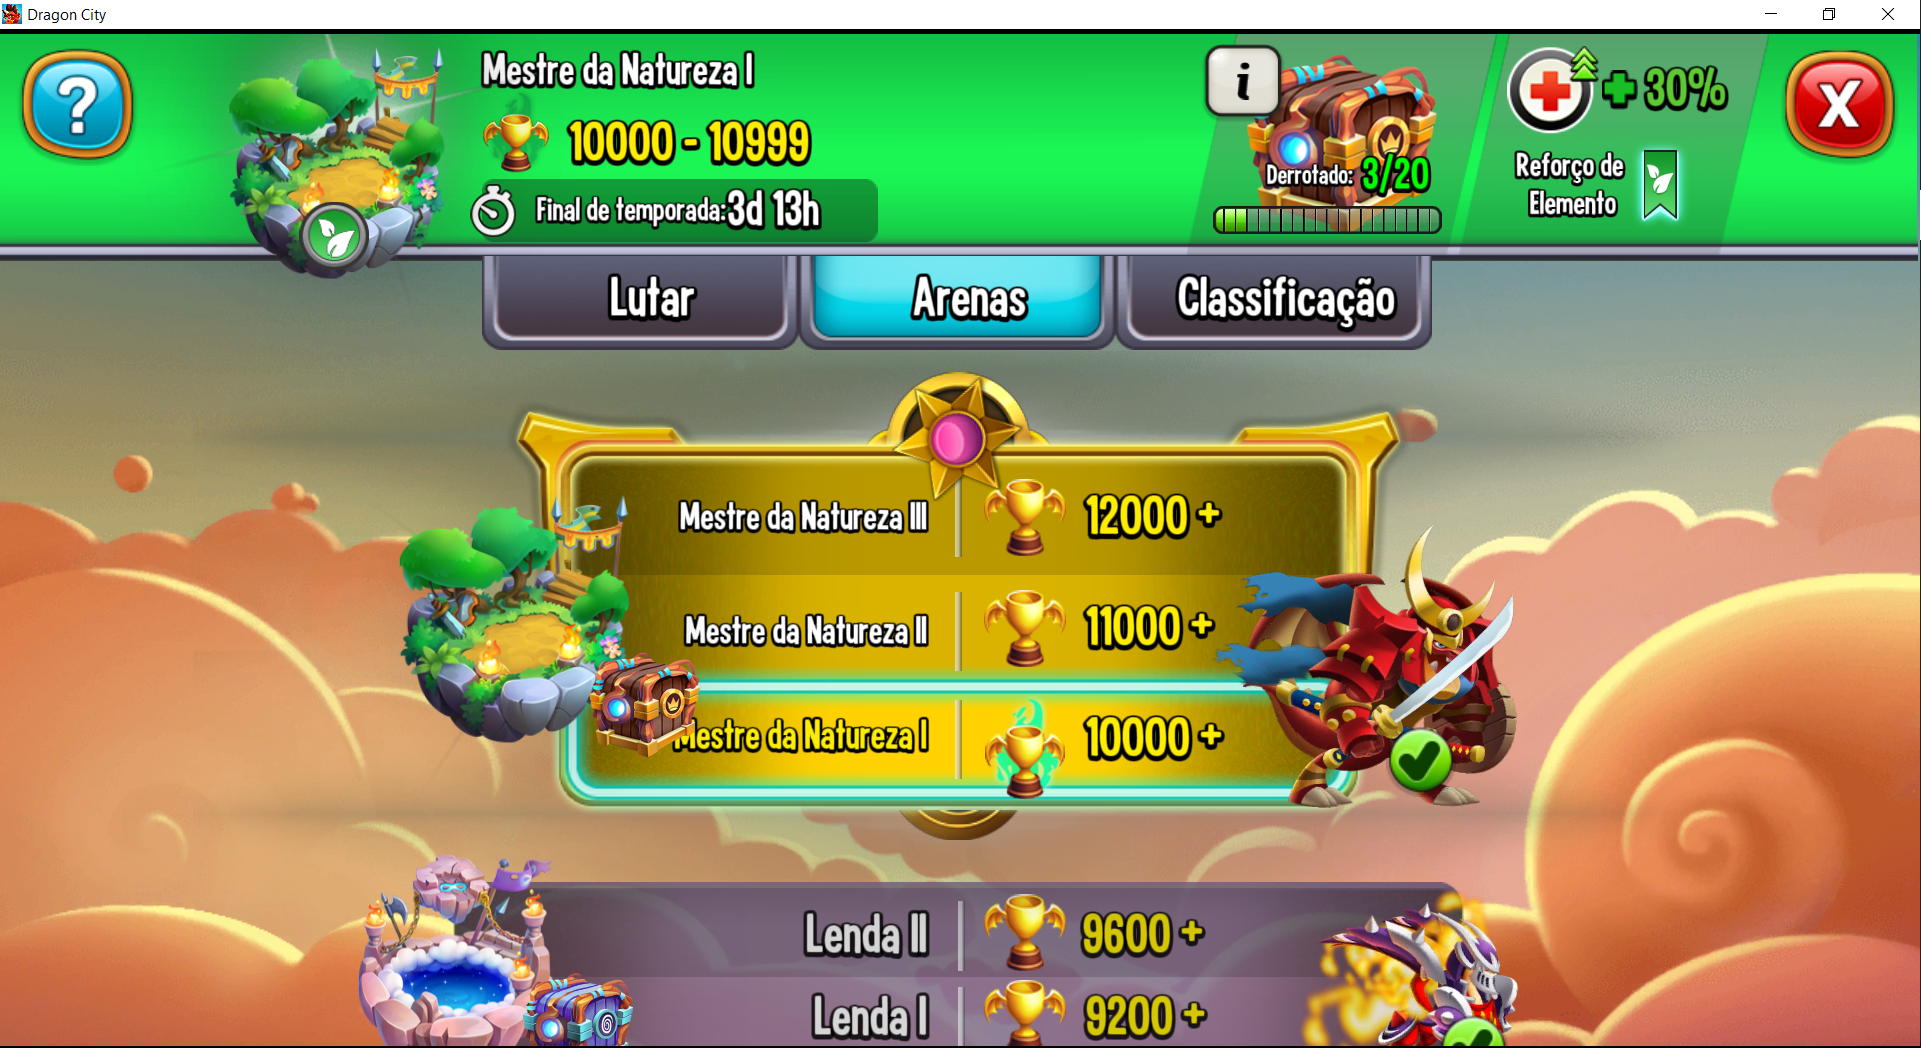 Dragon City
?
Mestre da Natureza I
10000 - 10999
Final de temporada: 3d 13h
i
Derrotado: 3/20
+ 30%
Reforço de
Elemento
X
Lutar
Arenas
Classificação
Mestre da Natureza III
12000 +
Mestre da Natureza II
11000 +
Mestre da Natureza I
10000 +
Lenda II
9600 +
Lenda I
9200 +